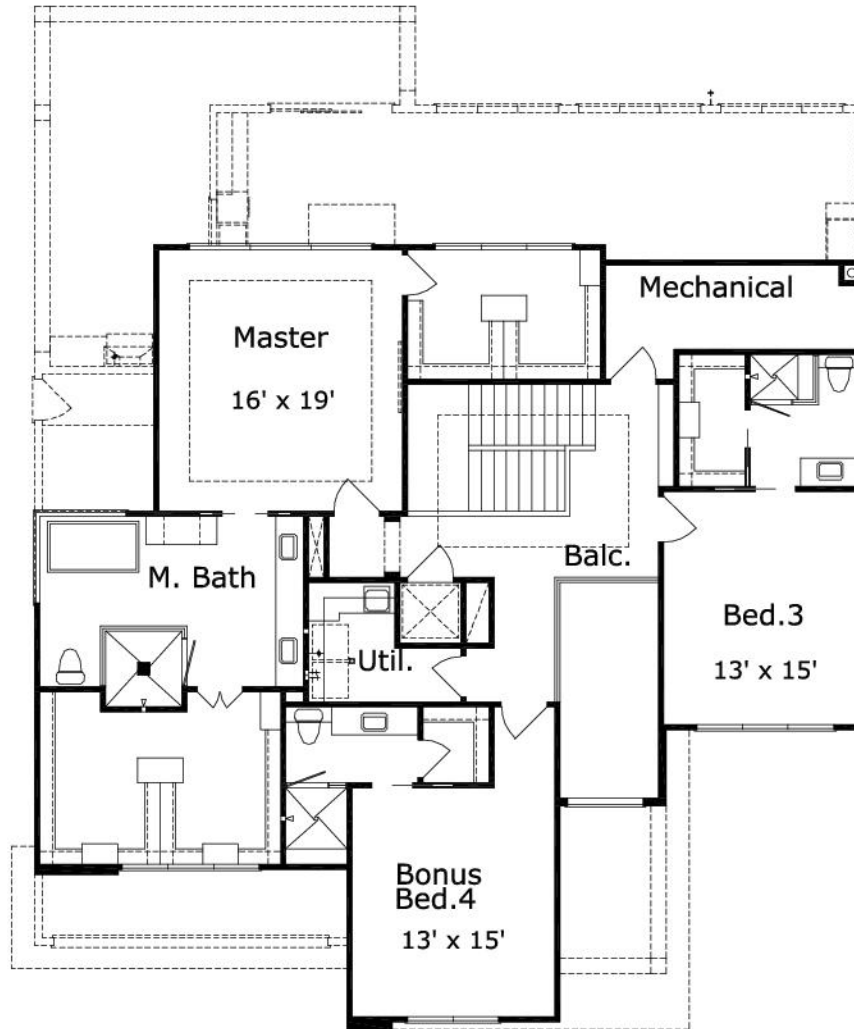 Mechanical
Master
16' x 19'
Balc.
M. Bath
Bed.3
Util.
13' x 15'
Bonus
Bed.4
13' x 15'